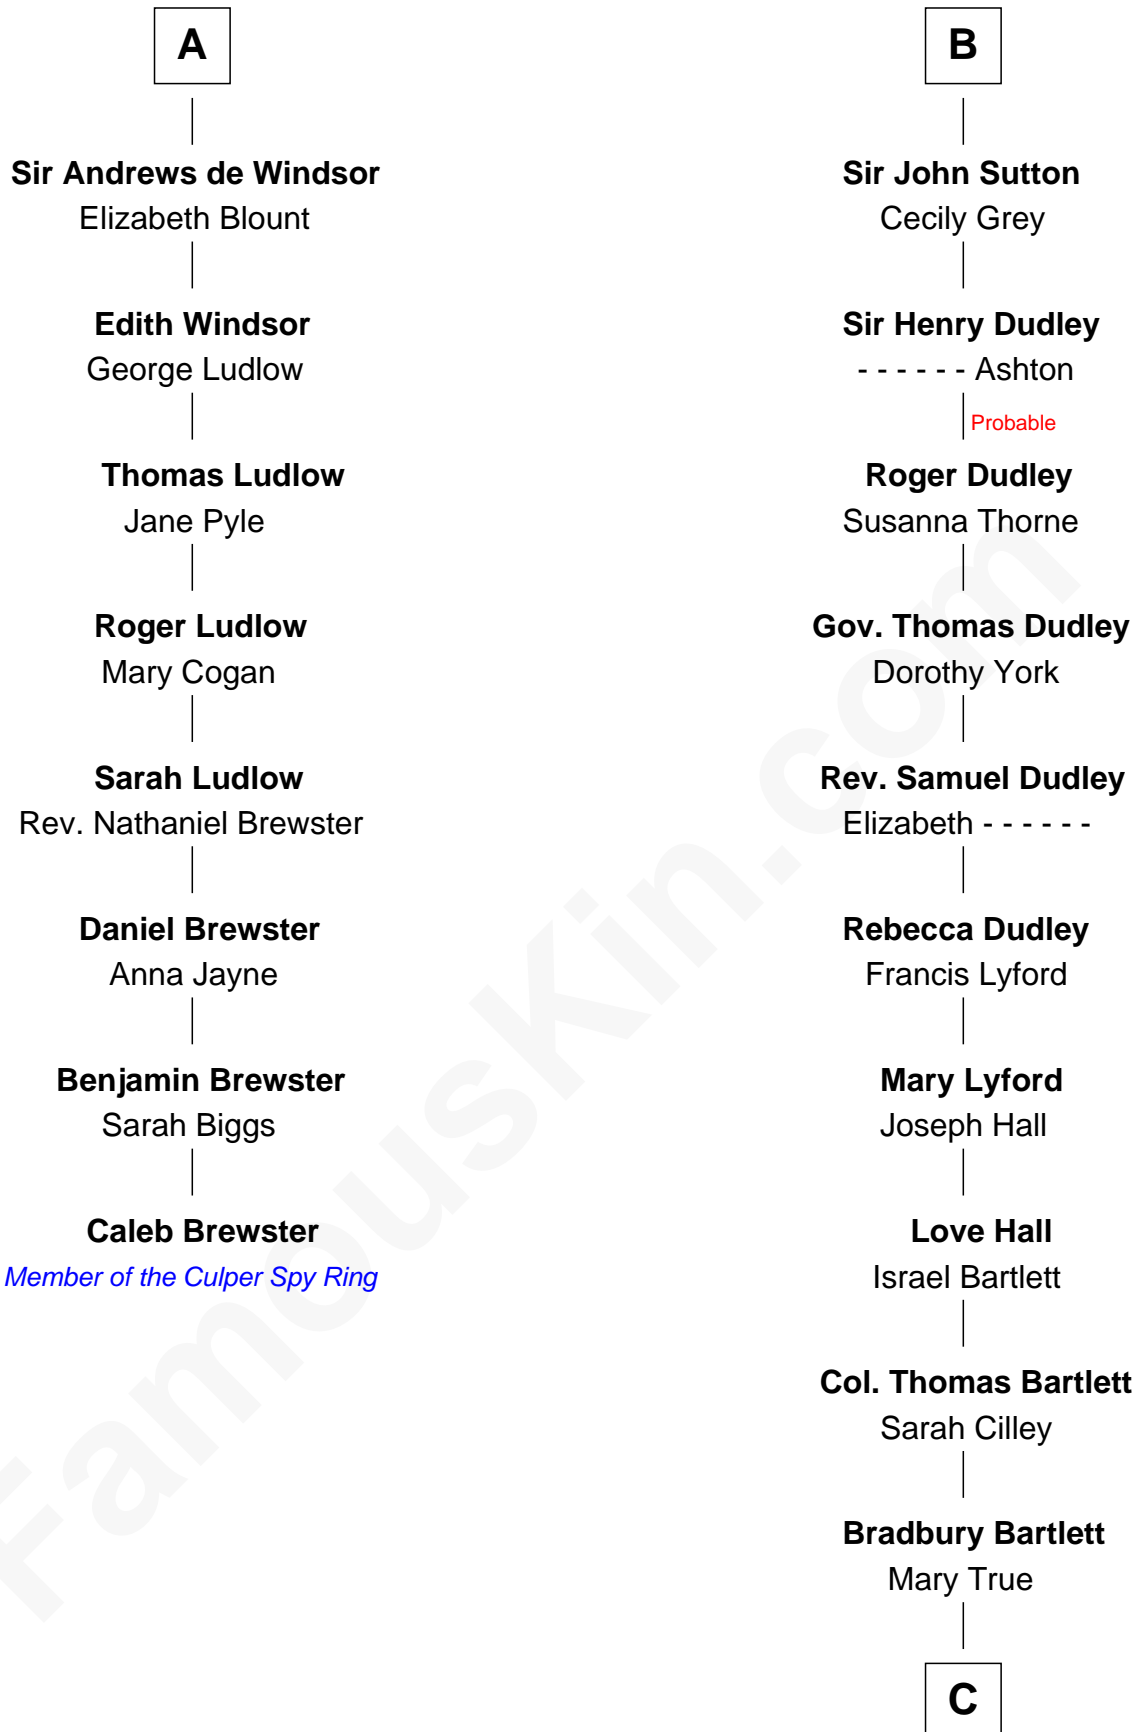 A
Sir Andrews de Windsor
Elizabeth Blount
Edith Windsor
George Ludlow
Thomas Ludlow
Jane Pyle
Roger Ludlow
Mary Cogan
Sarah Ludlow
Rev. Nathaniel Brewster
Daniel Brewster
Anna Jayne
Benjamin Brewster
Sarah Biggs
Caleb Brewster
Member of the Culper Spy Ring
B
Sir John Sutton
Cecily Grey
Sir Henry Dudley
- - - - - - Ashton
Probable
Roger Dudley
Susanna Thorne
Gov. Thomas Dudley
Dorothy York
Rev. Samuel Dudley
Elizabeth - - - - - -
Rebecca Dudley
Francis Lyford
Mary Lyford
Joseph Hall
Love Hall
Israel Bartlett
Col. Thomas Bartlett
Sarah Cilley
Bradbury Bartlett
Mary True
C
FamousKin.com